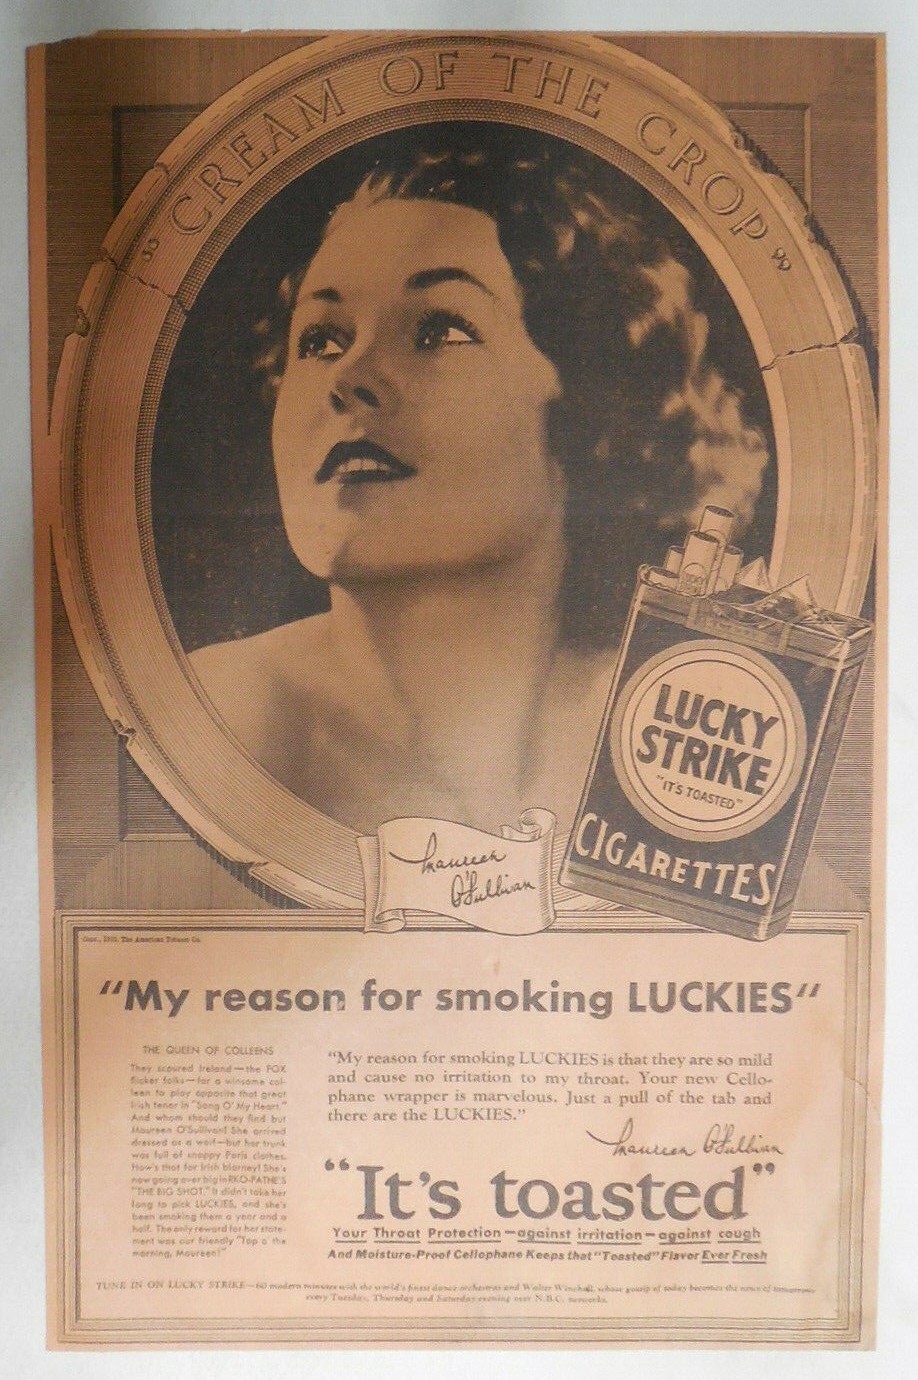 "CREAM OF THE CROP"
LUCKY
STRIKE
"IT'S TOASTED"
CIGARETTES
LUCKY
Maureen
O'Sullivan
The American Tobacco Co.
"My reason for smoking LUCKIES"
THE QUEEN OF COLLEENS
They scoured Ireland—the FOX
flicker folks—for a winsome col-
leen to play opposite that great
Irish tenor in "Song O' My Heart."
And whom should they find but
Maureen O'Sullivan! She arrived
dressed as a waif—but her trunk
was full of snappy Paris clothes.
How's that for Irish blarney! She's
now going over big in RKO-PATHE'S
"THE BIG SHOT." It didn't take her
long to pick LUCKIES, and she's
been smoking them a year and a
half. The only reward for her state-
ment was our friendly "Top o' the
morning, Maureen!"
"My reason for smoking LUCKIES is that they are so mild
and cause no irritation to my throat. Your new Cello-
phane wrapper is marvelous. Just a pull of the tab and
there are the LUCKIES."
Maureen O'Sullivan
"It's toasted"
Your Throat Protection—against irritation—against cough
And Moisture-Proof Cellophane Keeps that "Toasted" Flavor Ever Fresh
TUNE IN ON LUCKY STRIKE—60 modern minutes with the world's finest dance orchestras and Walter Winchell, whose gossip of today becomes the news of tomorrow
every Tuesday, Thursday and Saturday evening over N.B.C. networks.